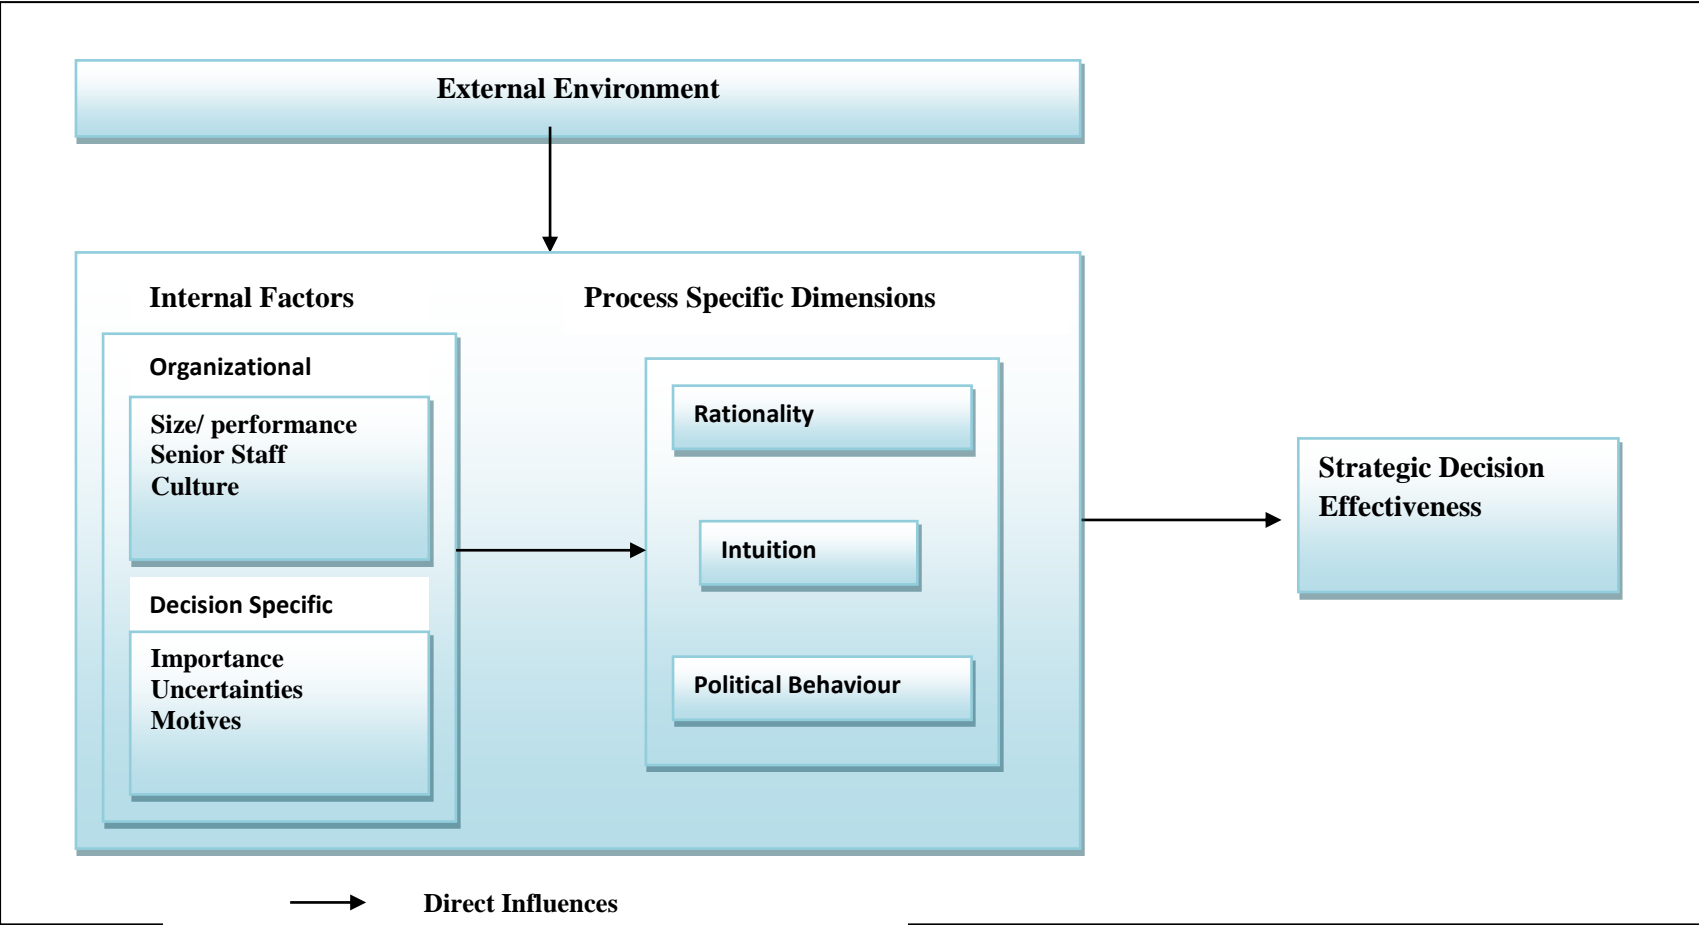 External Environment
Internal Factors
Process Specific Dimensions
Organizational
Size/ performance
Senior Staff
Culture
Decision Specific
Importance
Uncertainties
Motives
Rationality
Intuition
Political Behaviour
Strategic Decision
Effectiveness
Direct Influences